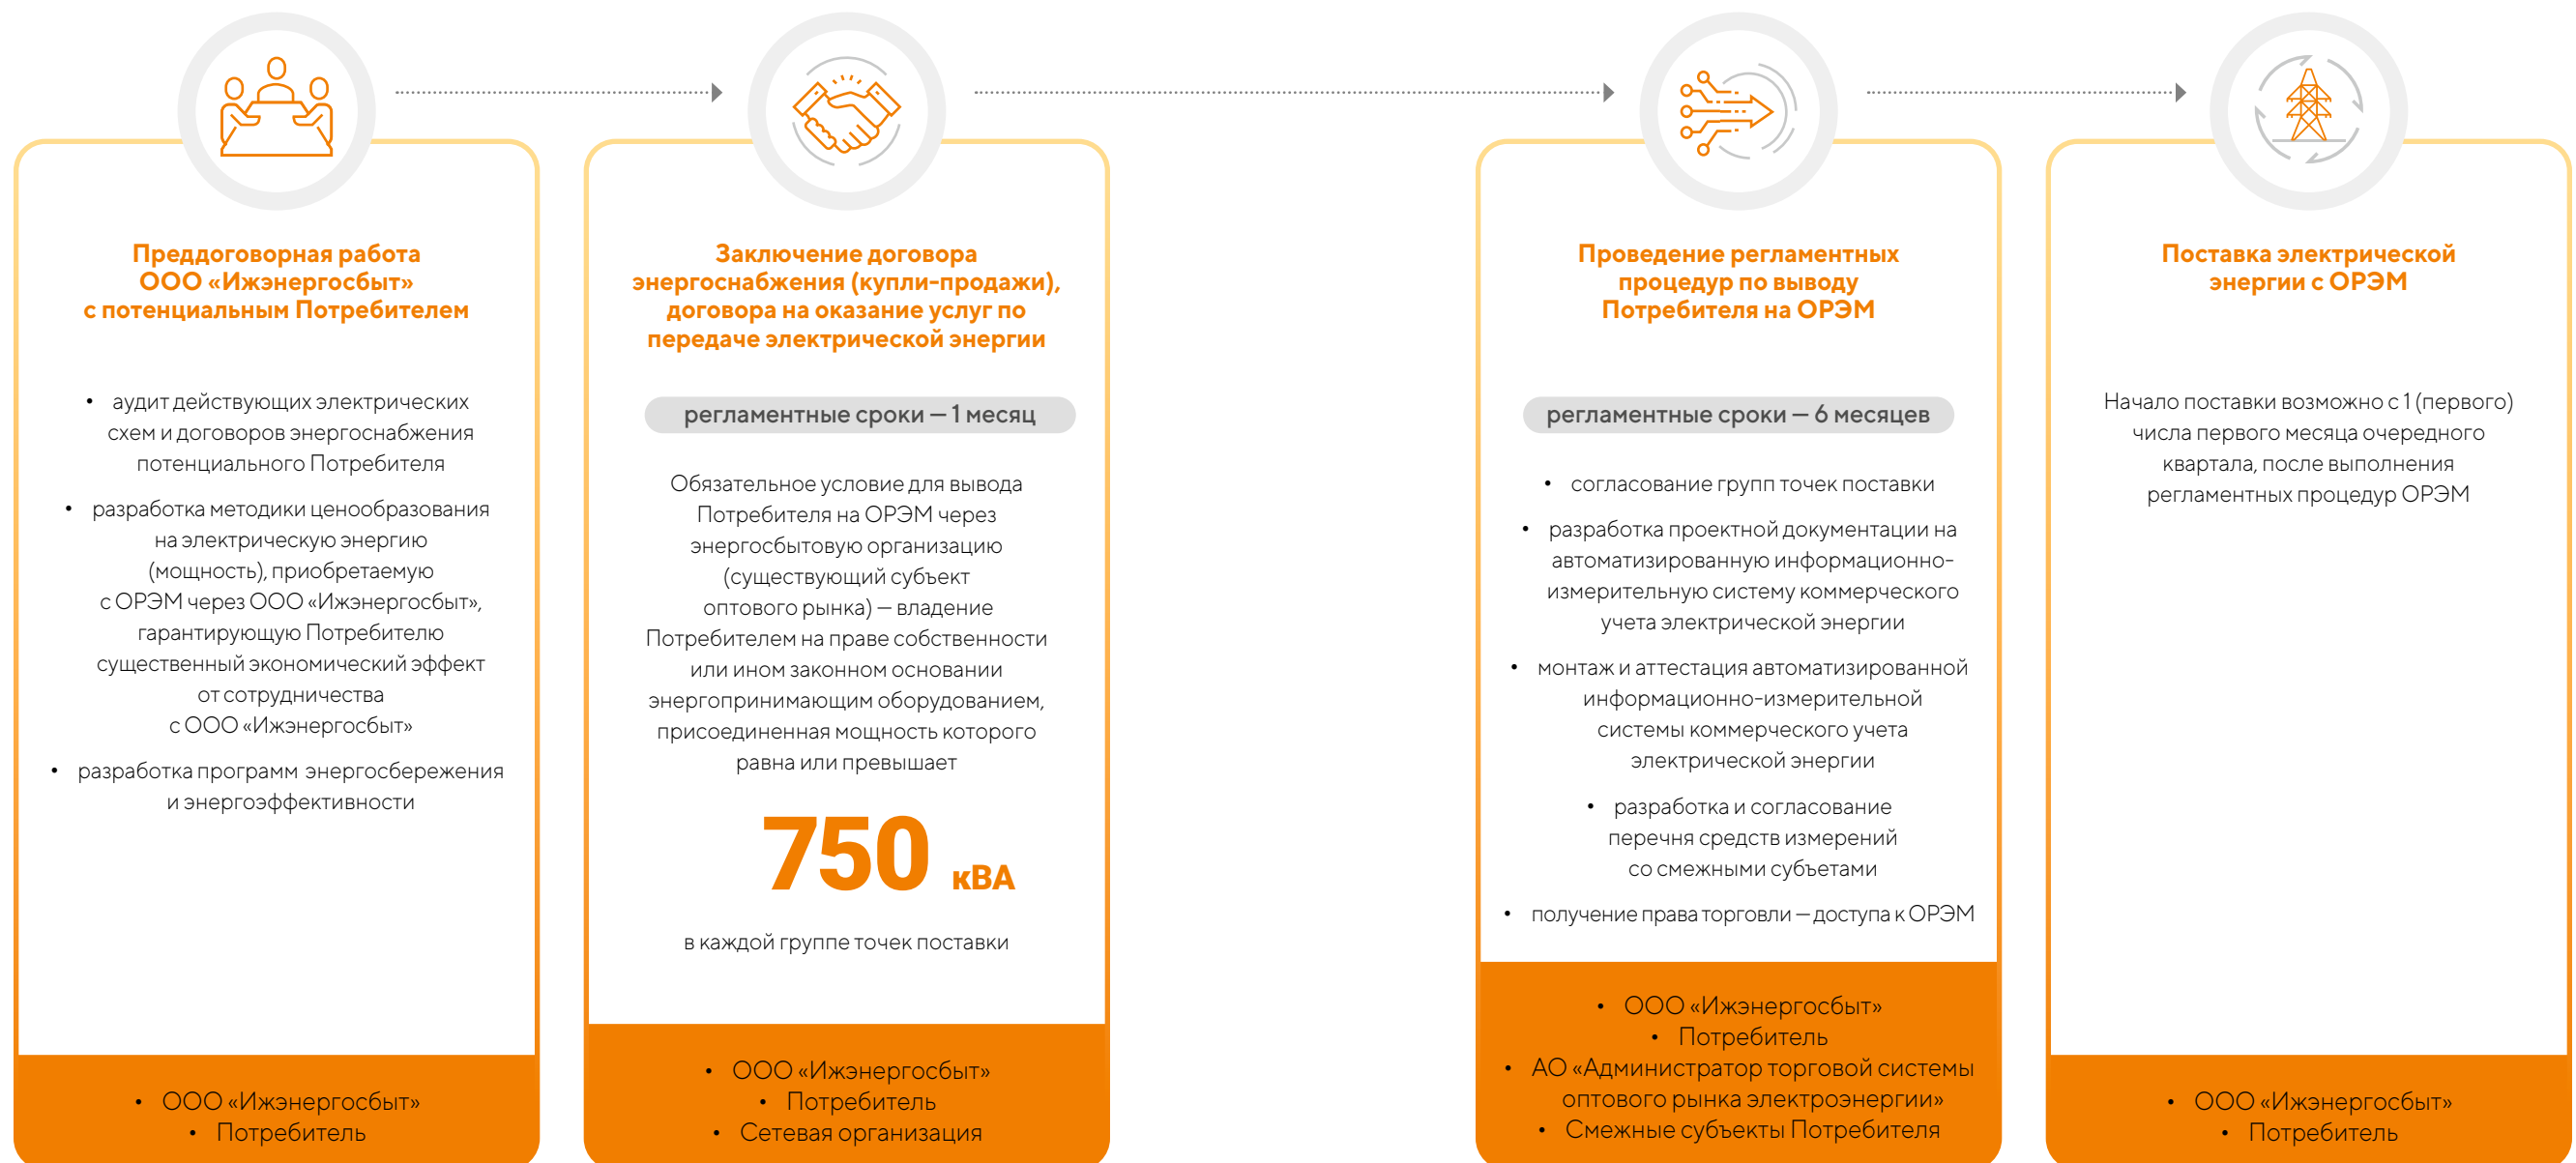 Преддоговорная работа
ООО «Ижэнергосбыт»
с потенциальным Потребителем
• аудит действующих электрических
схем и договоров энергоснабжения
потенциального Потребителя
• разработка методики ценообразования
на электрическую энергию
(мощность), приобретаемую
с ОРЭМ через ООО «Ижэнергосбыт»,
гарантирующую Потребителю
существенный экономический эффект
от сотрудничества
с ООО «Ижэнергосбыт»
• разработка программ энергосбережения
и энергоэффективности
• ООО «Ижэнергосбыт»
• Потребитель
Заключение договора
энергоснабжения (купли-продажи),
договора на оказание услуг по
передаче электрической энергии
регламентные сроки — 1 месяц
Обязательное условие для вывода
Потребителя на ОРЭМ через
энергосбытовую организацию
(существующий субъект
оптового рынка) — владение
Потребителем на праве собственности
или ином законном основании
энергопринимающим оборудованием,
присоединенная мощность которого
равна или превышает
750 кВА
в каждой группе точек поставки
• ООО «Ижэнергосбыт»
• Потребитель
• Сетевая организация
Проведение регламентных
процедур по выводу
Потребителя на ОРЭМ
регламентные сроки — 6 месяцев
• согласование групп точек поставки
• разработка проектной документации на
автоматизированную информационно-
измерительную систему коммерческого
учета электрической энергии
• монтаж и аттестация автоматизированной
информационно-измерительной
системы коммерческого учета
электрической энергии
• разработка и согласование
перечня средств измерений
со смежными субъетами
• получение права торговли — доступа к ОРЭМ
• ООО «Ижэнергосбыт»
• Потребитель
• АО «Администратор торговой системы
оптового рынка электроэнергии»
• Смежные субъекты Потребителя
Поставка электрической
энергии с ОРЭМ
Начало поставки возможно с 1 (первого)
числа первого месяца очередного
квартала, после выполнения
регламентных процедур ОРЭМ
• ООО «Ижэнергосбыт»
• Потребитель